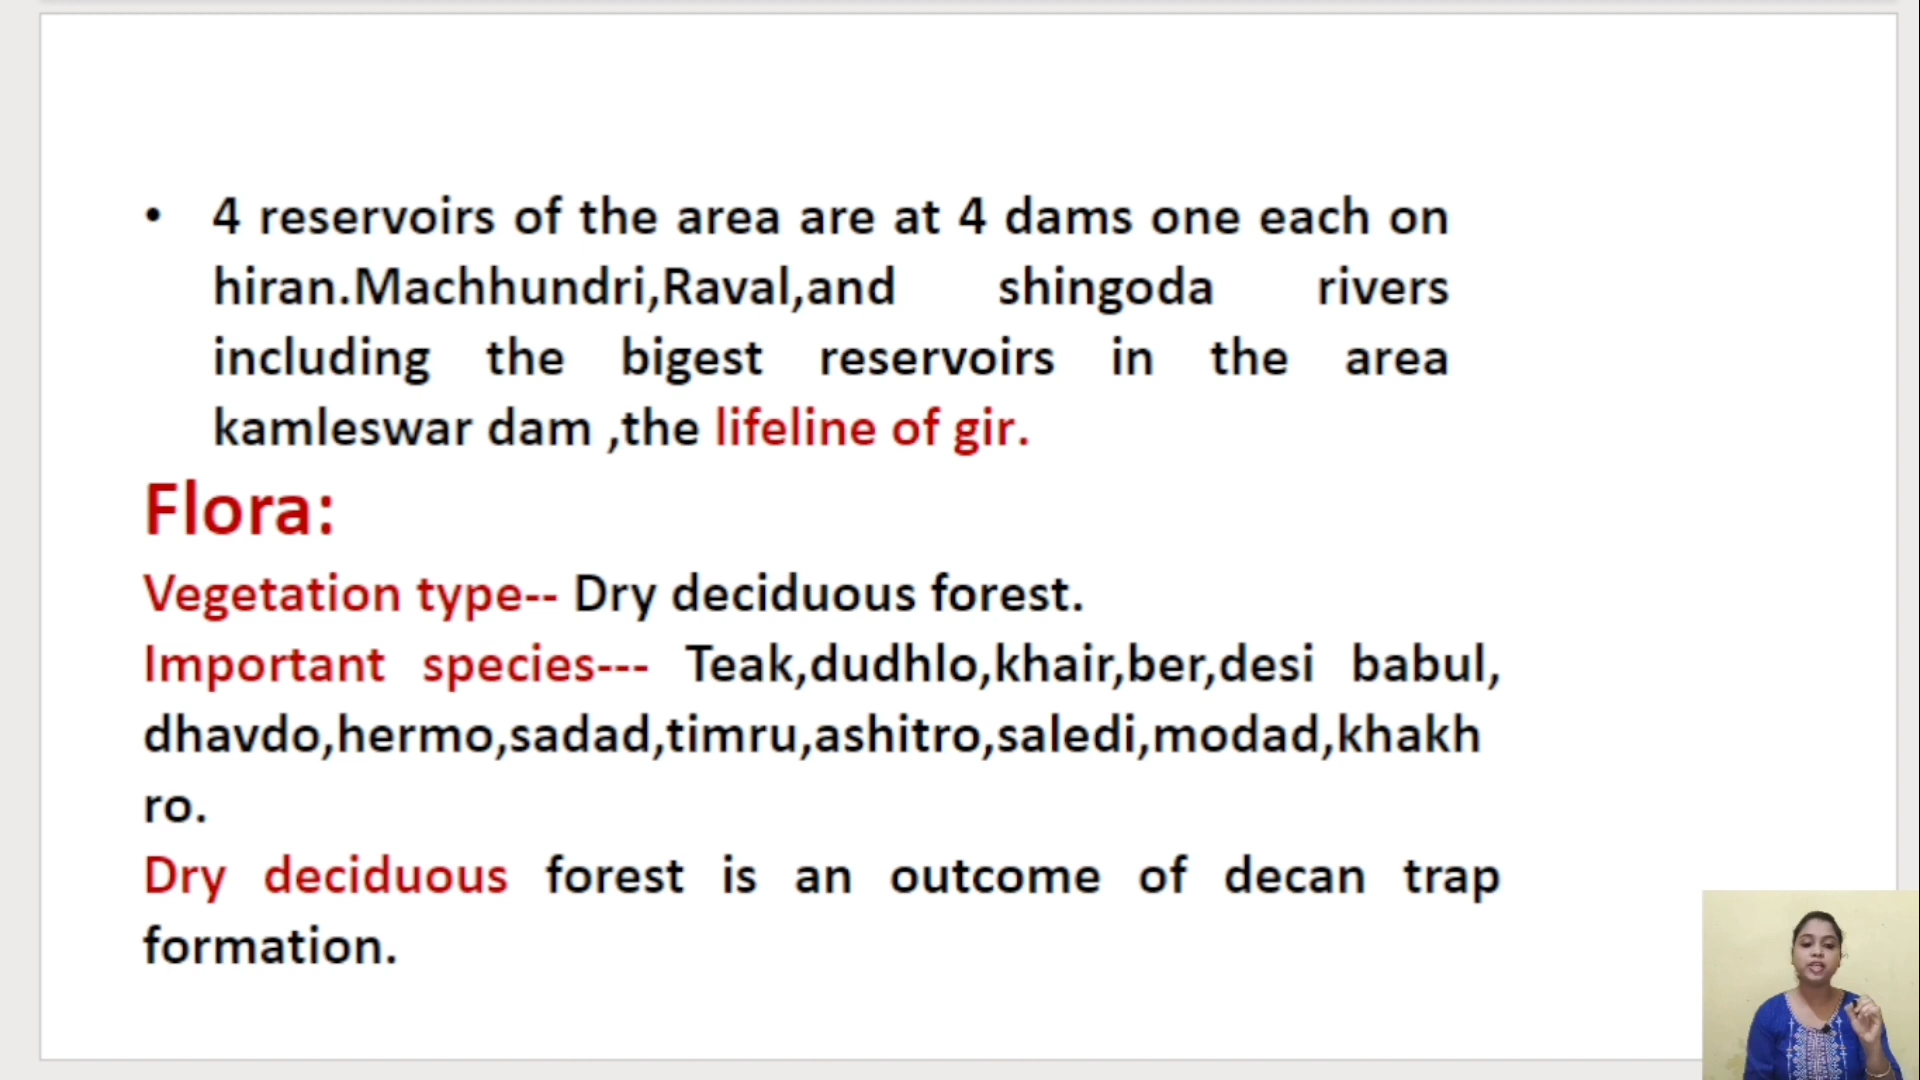 • 4 reservoirs of the area are at 4 dams one each on
hiran.Machhundri,Raval,and shingoda rivers
including the bigest reservoirs in the area
kamleswar dam ,the lifeline of gir.
Flora:
Vegetation type-- Dry deciduous forest.
Important species--- Teak,dudhlo,khair,ber,desi babul,
dhavdo,hermo,sadad,timru,ashitro,saledi,modad,khakh
ro.
Dry deciduous forest is an outcome of decan trap
formation.